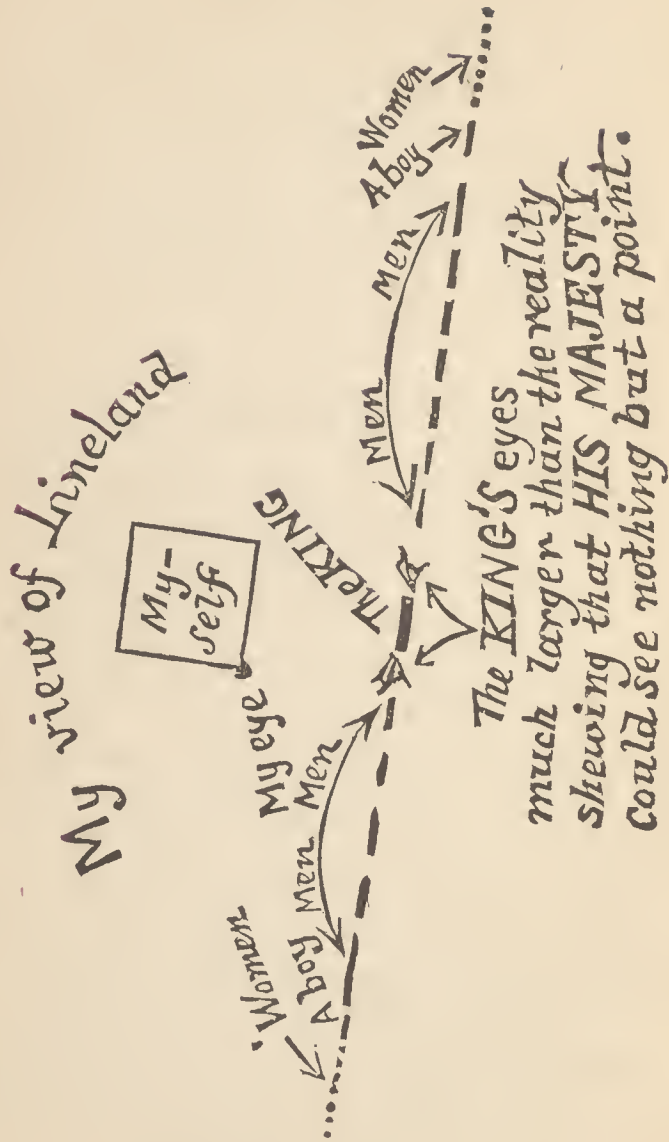 My view of Lineland
My-
self
My eye
The KING
Women
A boy
Men
Men
Men
Men
A boy
Women
The KING'S eyes
much larger than the reality
shewing that HIS MAJESTY
could see nothing but a point.